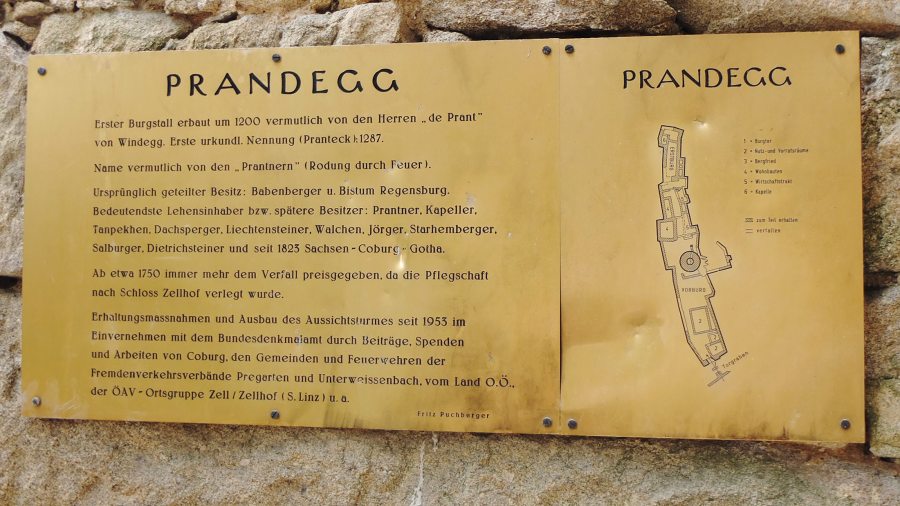 PRANDEGG
Erster Burgstall erbaut um 1200 vermutlich von den Herren „de Prant"
von Windegg. Erste urkundl. Nennung (Pranteck): 1287.
Name vermutlich von den „Prantnern" (Rodung durch Feuer).
Ursprünglich geteilter Besitz: Babenberger u. Bistum Regensburg.
Bedeutendste Lehensinhaber bzw. spätere Besitzer: Prantner, Kapeller,
Tanpekhen, Dachsperger, Liechtensteiner, Walchen, Jörger, Starhemberger,
Salburger, Dietrichsteiner und seit 1823 Sachsen-Coburg-Gotha.
Ab etwa 1750 immer mehr dem Verfall preisgegeben, da die Pflegschaft
nach Schloss Zellhof verlegt wurde.
Erhaltungsmassnahmen und Ausbau des Aussichtsturmes seit 1953 im
Einvernehmen mit dem Bundesdenkmalamt durch Beiträge, Spenden
und Arbeiten von Coburg, den Gemeinden und Feuerwehren der
Fremdenverkehrsverbände Pregarten und Unterweissenbach, vom Land O.Ö.,
der ÖAV-Ortsgruppe Zell/Zellhof (S. Linz) u. a.
Fritz Puchberger
PRANDEGG
1 = Burgtor
2 = Nutz- und Vorratsräume
3 = Bergfried
4 = Wohnbauten
5 = Wirtschaftstrakt
6 = Kapelle
zum Teil erhalten
verfallen
VORBURG
Torgraben